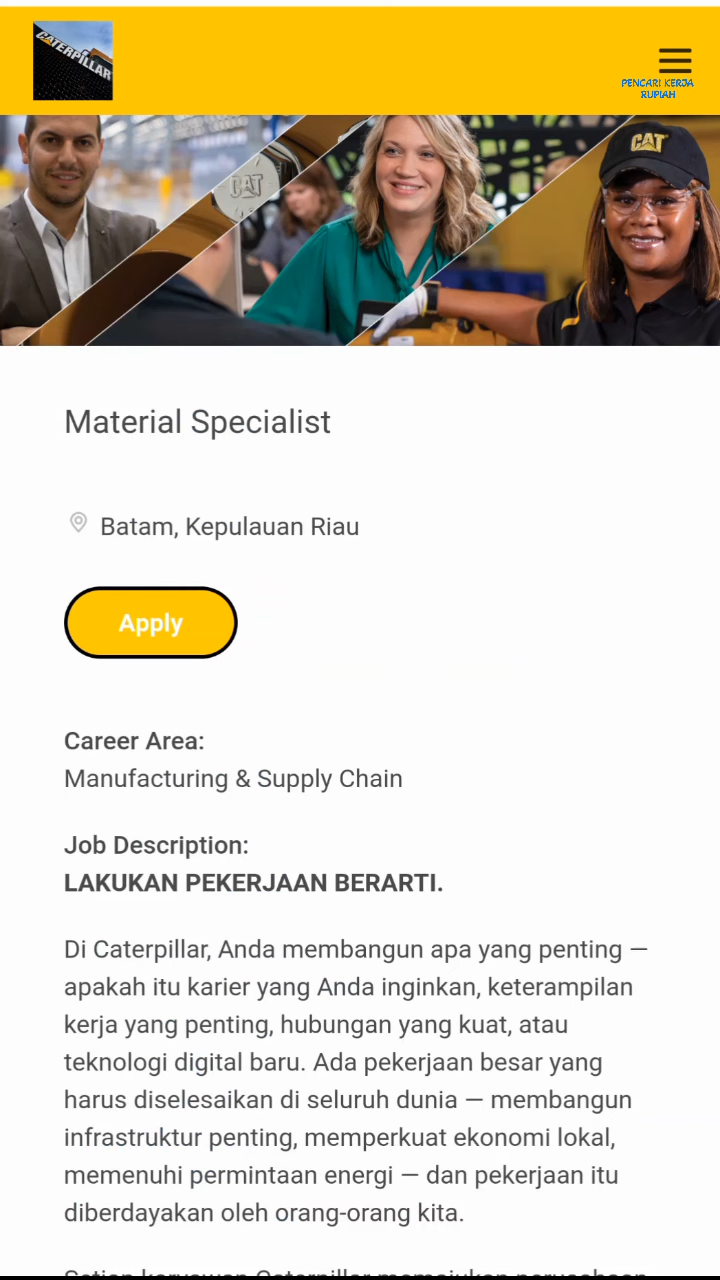 CATERPILLAR
PENCARI KERJA
RUPIAH
CAT
CAT
Material Specialist
Batam, Kepulauan Riau
Apply
Career Area:
Manufacturing & Supply Chain
Job Description:
LAKUKAN PEKERJAAN BERARTI.
Di Caterpillar, Anda membangun apa yang penting —
apakah itu karier yang Anda inginkan, keterampilan
kerja yang penting, hubungan yang kuat, atau
teknologi digital baru. Ada pekerjaan besar yang
harus diselesaikan di seluruh dunia — membangun
infrastruktur penting, memperkuat ekonomi lokal,
memenuhi permintaan energi — dan pekerjaan itu
diberdayakan oleh orang-orang kita.